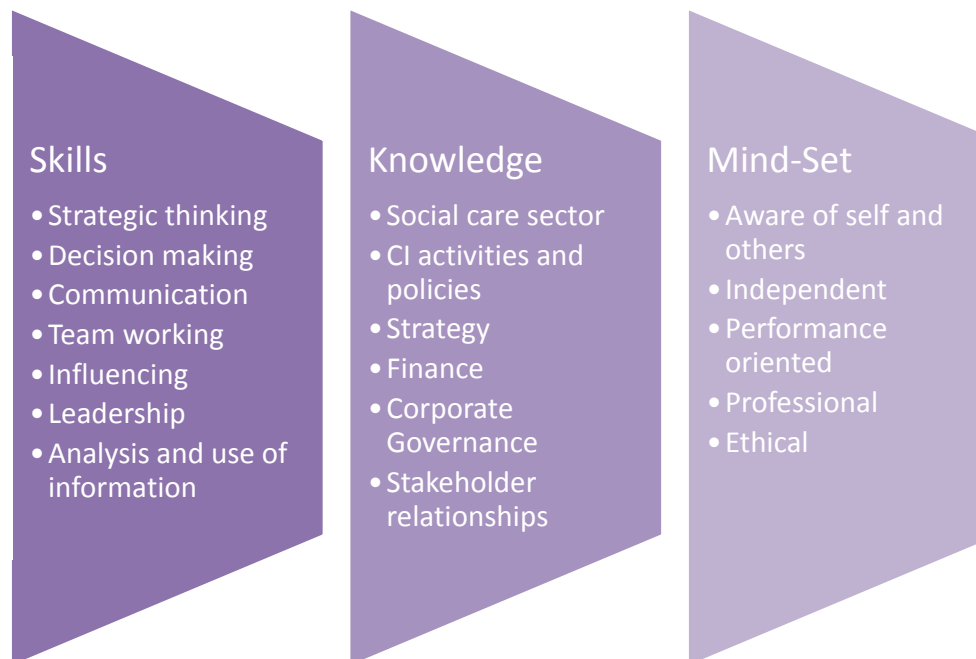 Skills
• Strategic thinking
• Decision making
• Communication
• Team working
• Influencing
• Leadership
• Analysis and use of
information
Knowledge
• Social care sector
• CI activities and
policies
• Strategy
• Finance
• Corporate
Governance
• Stakeholder
relationships
Mind-Set
• Aware of self and
others
• Independent
• Performance
oriented
• Professional
• Ethical